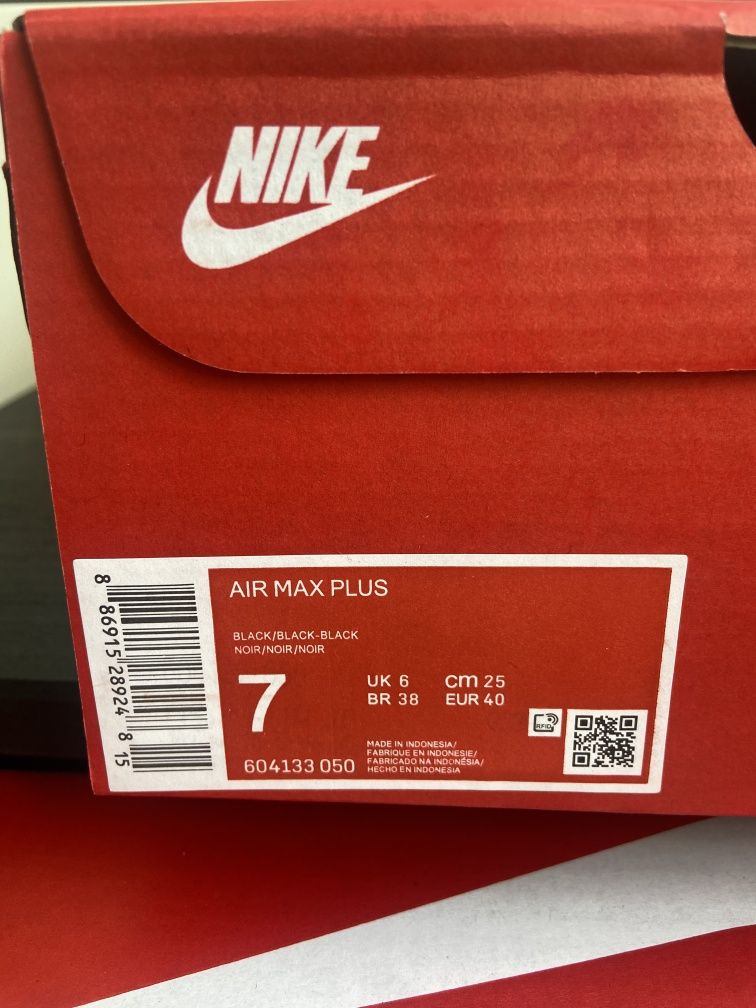 NIKE
8 86915 28924 8 15
AIR MAX PLUS
BLACK/BLACK-BLACK
NOIR/NOIR/NOIR
7
UK 6 cm 25
BR 38 EUR 40
RFID
604133 050
MADE IN INDONESIA/
FABRIQUE EN INDONESIE/
FABRICADO NA INDONÉSIA/
HECHO EN INDONESIA